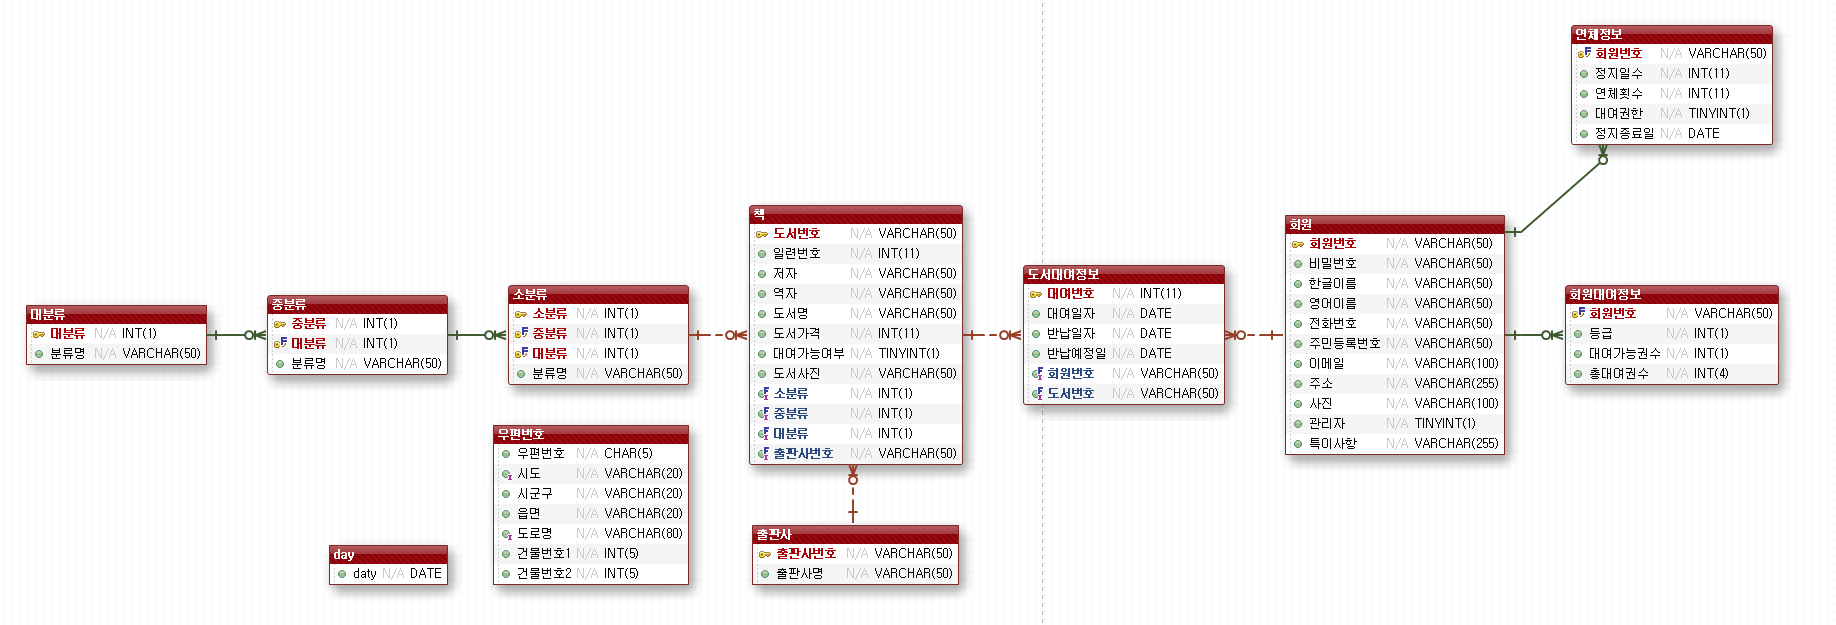 연체정보
회원번호 N/A VARCHAR(50)
정지일수 N/A INT(11)
연체횟수 N/A INT(11)
대여권한 N/A TINYINT(1)
정지종료일 N/A DATE
책
도서번호 N/A VARCHAR(50)
일련번호 N/A INT(11)
저자 N/A VARCHAR(50)
역자 N/A VARCHAR(50)
도서명 N/A VARCHAR(50)
도서가격 N/A INT(11)
대여가능여부 N/A TINYINT(1)
도서사진 N/A VARCHAR(50)
소분류 N/A INT(1)
중분류 N/A INT(1)
대분류 N/A INT(1)
출판사번호 N/A VARCHAR(50)
회원
회원번호 N/A VARCHAR(50)
비밀번호 N/A VARCHAR(50)
한글이름 N/A VARCHAR(50)
영어이름 N/A VARCHAR(50)
전화번호 N/A VARCHAR(50)
주민등록번호 N/A VARCHAR(50)
이메일 N/A VARCHAR(100)
주소 N/A VARCHAR(255)
사진 N/A VARCHAR(100)
관리자 N/A TINYINT(1)
특이사항 N/A VARCHAR(255)
도서대여정보
대여번호 N/A INT(11)
대여일자 N/A DATE
반납일자 N/A DATE
반납예정일 N/A DATE
회원번호 N/A VARCHAR(50)
도서번호 N/A VARCHAR(50)
회원대여정보
회원번호 N/A VARCHAR(50)
등급 N/A INT(1)
대여가능권수 N/A INT(1)
총대여권수 N/A INT(4)
대분류
대분류 N/A INT(1)
분류명 N/A VARCHAR(50)
중분류
중분류 N/A INT(1)
대분류 N/A INT(1)
분류명 N/A VARCHAR(50)
소분류
소분류 N/A INT(1)
중분류 N/A INT(1)
대분류 N/A INT(1)
분류명 N/A VARCHAR(50)
우편번호
우편번호 N/A CHAR(5)
시도 N/A VARCHAR(20)
시군구 N/A VARCHAR(20)
읍면 N/A VARCHAR(20)
도로명 N/A VARCHAR(80)
건물번호1 N/A INT(5)
건물번호2 N/A INT(5)
출판사
출판사번호 N/A VARCHAR(50)
출판사명 N/A VARCHAR(50)
day
daty N/A DATE